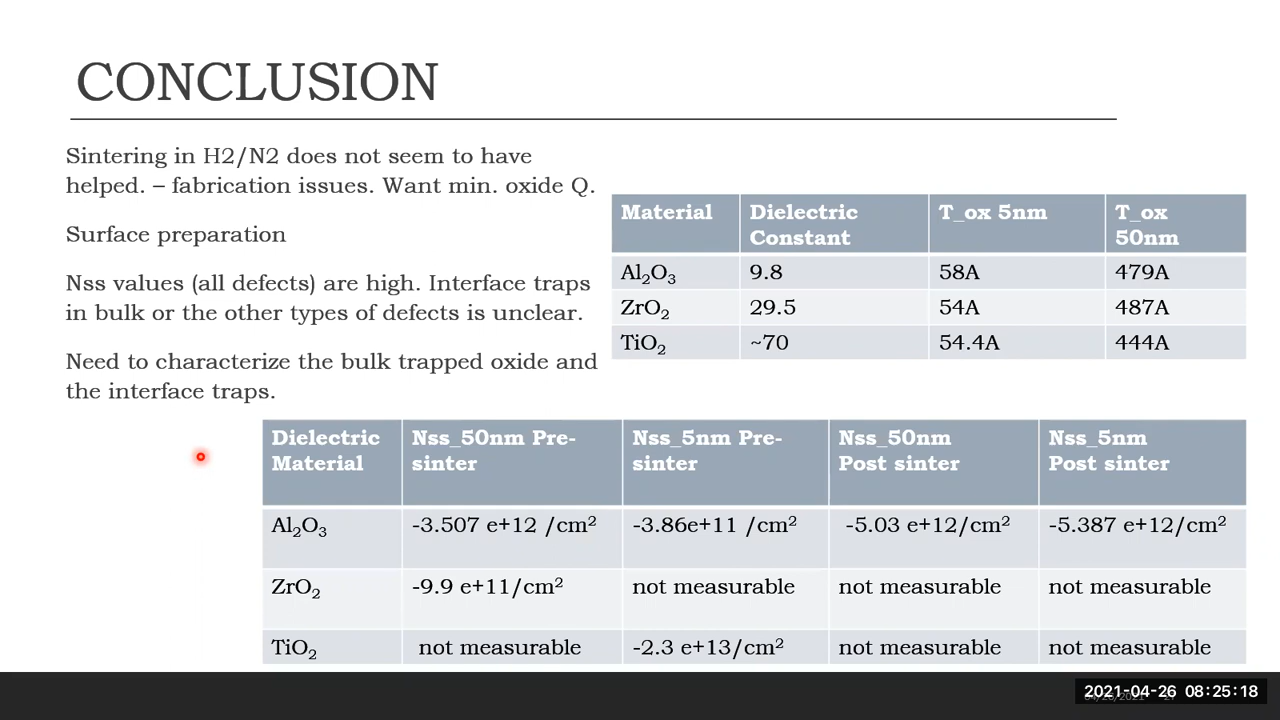 CONCLUSION
Sintering in H2/N2 does not seem to have
helped. – fabrication issues. Want min. oxide Q.
Surface preparation
Nss values (all defects) are high. Interface traps
in bulk or the other types of defects is unclear.
Need to characterize the bulk trapped oxide and
the interface traps.
Material Dielectric Constant T_ox 5nm T_ox 50nm
Al₂O₃ 9.8 58A 479A
ZrO₂ 29.5 54A 487A
TiO₂ ~70 54.4A 444A
Dielectric Material Nss_50nm Pre-sinter Nss_5nm Pre-sinter Nss_50nm Post sinter Nss_5nm Post sinter
Al₂O₃ -3.507 e+12 /cm² -3.86e+11 /cm² -5.03 e+12/cm² -5.387 e+12/cm²
ZrO₂ -9.9 e+11/cm² not measurable not measurable not measurable
TiO₂ not measurable -2.3 e+13/cm² not measurable not measurable
2021-04-26 08:25:18